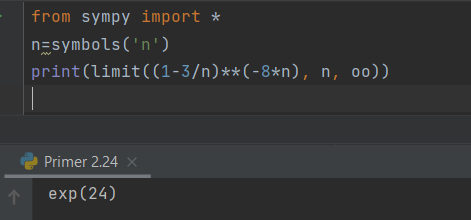 from sympy import *
n=symbols('n')
print(limit((1-3/n)**(-8*n), n, oo))
Primer 2.24
exp(24)